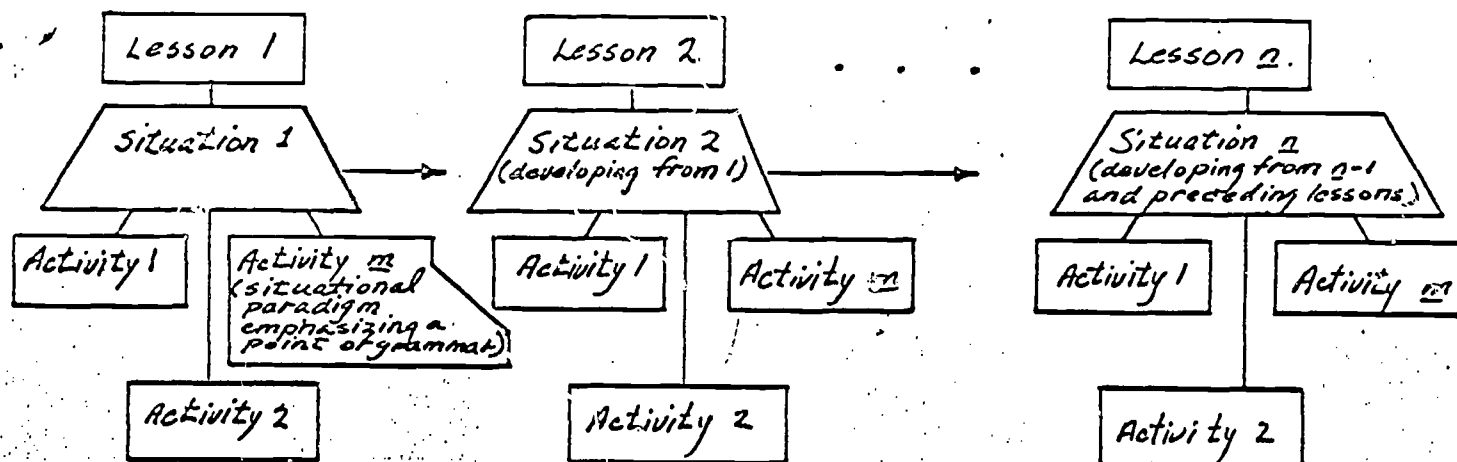 Lesson 1
Situation 1
Activity 1
Activity m
(situational
paradigm
emphasizing a
point of grammar)
Activity 2
Lesson 2.
Situation 2
(developing from 1)
Activity 1
Activity m
Activity 2
. . .
Lesson n.
Situation n
(developing from n-1
and preceding lessons)
Activity 1
Activity m
Activity 2